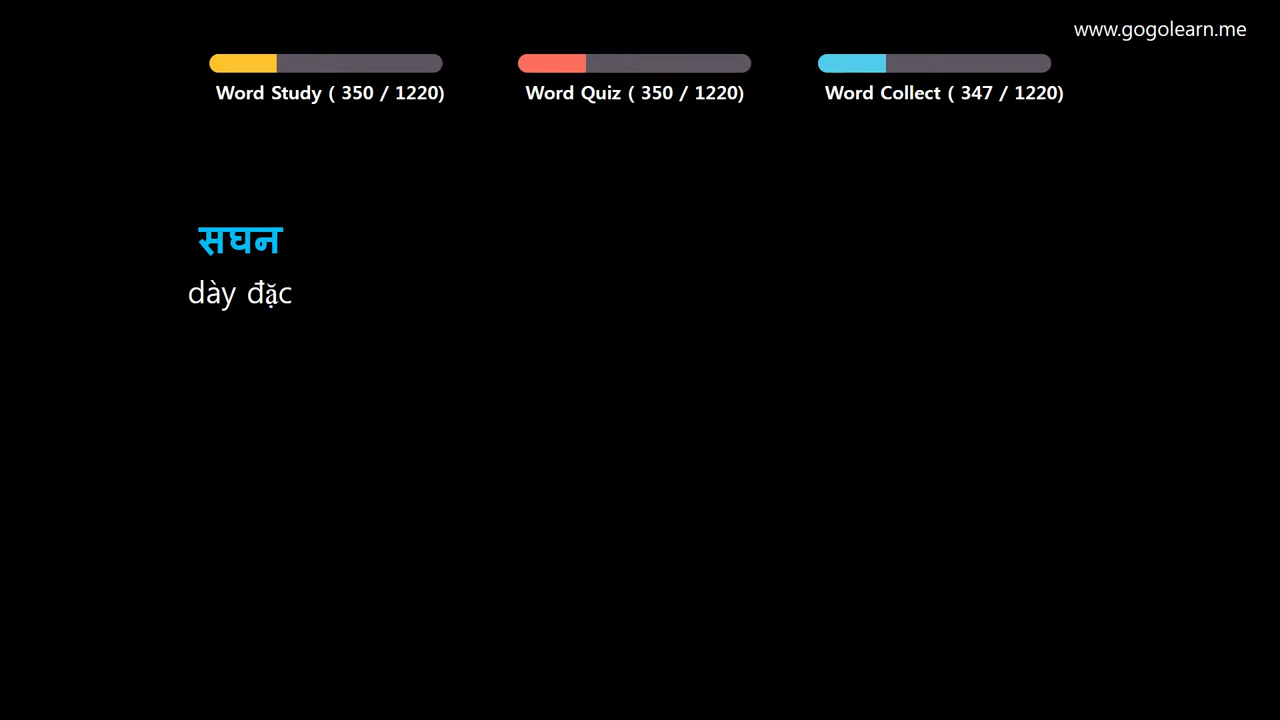 www.gogolearn.me
Word Study ( 350 / 1220)
Word Quiz ( 350 / 1220)
Word Collect ( 347 / 1220)
सघन
dày đặc